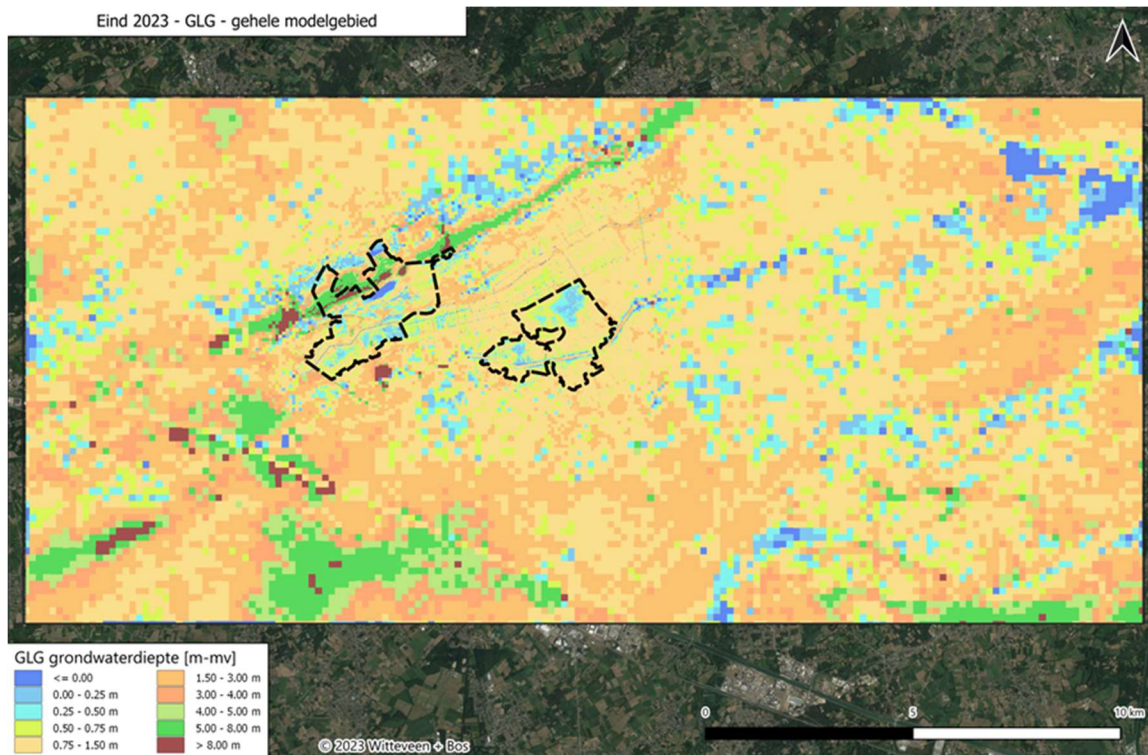 Eind 2023 - GLG - gehele modelgebied
GLG grondwaterdiepte [m-mv]
<= 0.00
0.00 - 0.25 m
0.25 - 0.50 m
0.50 - 0.75 m
0.75 - 1.50 m
1.50 - 3.00 m
3.00 - 4.00 m
4.00 - 5.00 m
5.00 - 8.00 m
> 8.00 m
© 2023 Witteveen + Bos
0 5 10 km